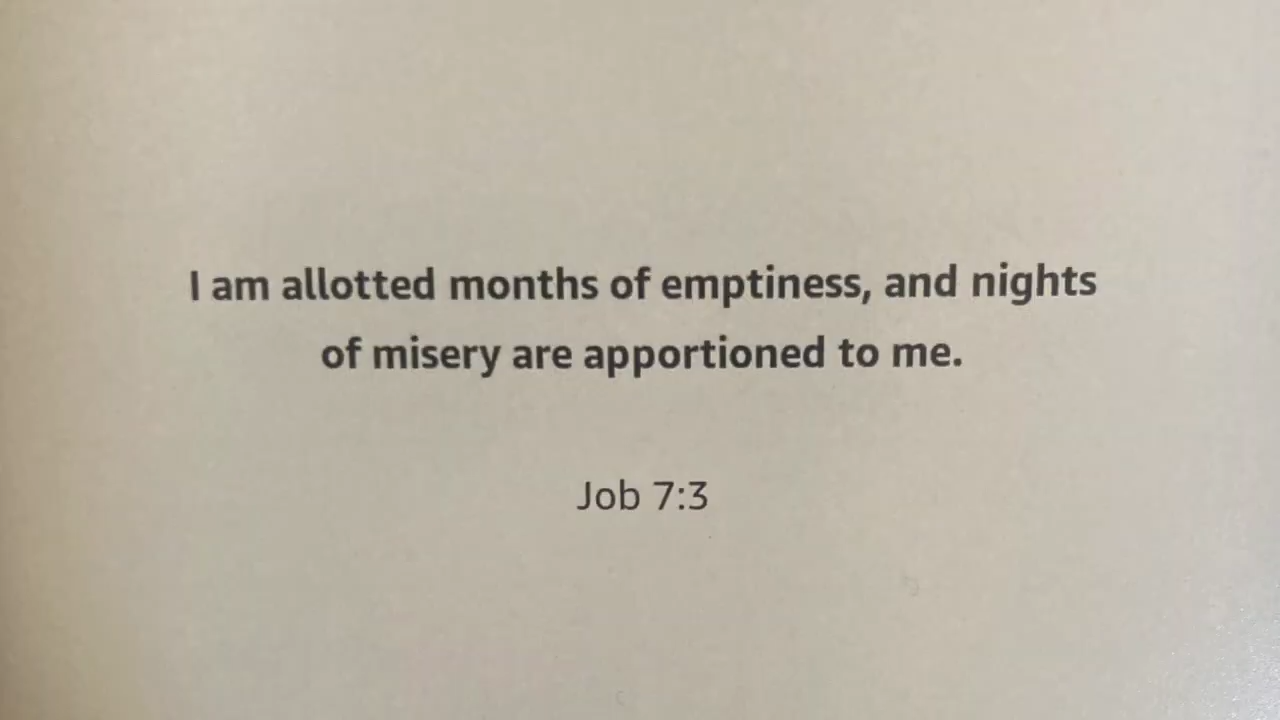 I am allotted months of emptiness, and nights
of misery are apportioned to me.
Job 7:3